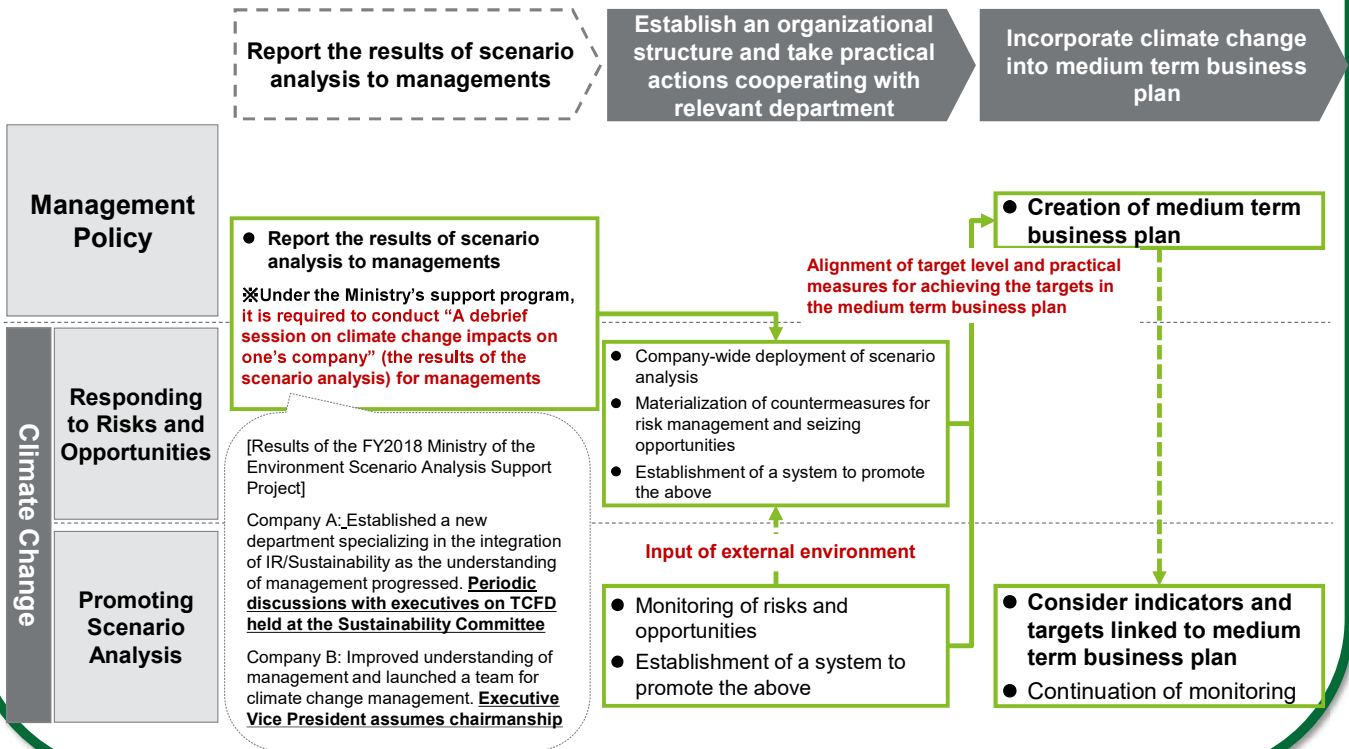 Report the results of scenario
analysis to managements
Establish an organizational
structure and take practical
actions cooperating with
relevant department
Incorporate climate change
into medium term business
plan
Management
Policy
● Report the results of scenario
analysis to managements
※Under the Ministry's support program,
it is required to conduct "A debrief
session on climate change impacts on
one's company" (the results of the
scenario analysis) for managements
● Creation of medium term
business plan
Alignment of target level and practical
measures for achieving the targets in
the medium term business plan
Climate Change
Responding
to Risks and
Opportunities
● Company-wide deployment of scenario
analysis
● Materialization of countermeasures for
risk management and seizing
opportunities
● Establishment of a system to promote
the above
[Results of the FY2018 Ministry of the
Environment Scenario Analysis Support
Project]
Company A: Established a new
department specializing in the integration
of IR/Sustainability as the understanding
of management progressed. Periodic
discussions with executives on TCFD
held at the Sustainability Committee
Company B: Improved understanding of
management and launched a team for
climate change management. Executive
Vice President assumes chairmanship
Promoting
Scenario
Analysis
Input of external environment
● Monitoring of risks and
opportunities
● Establishment of a system to
promote the above
● Consider indicators and
targets linked to medium
term business plan
● Continuation of monitoring